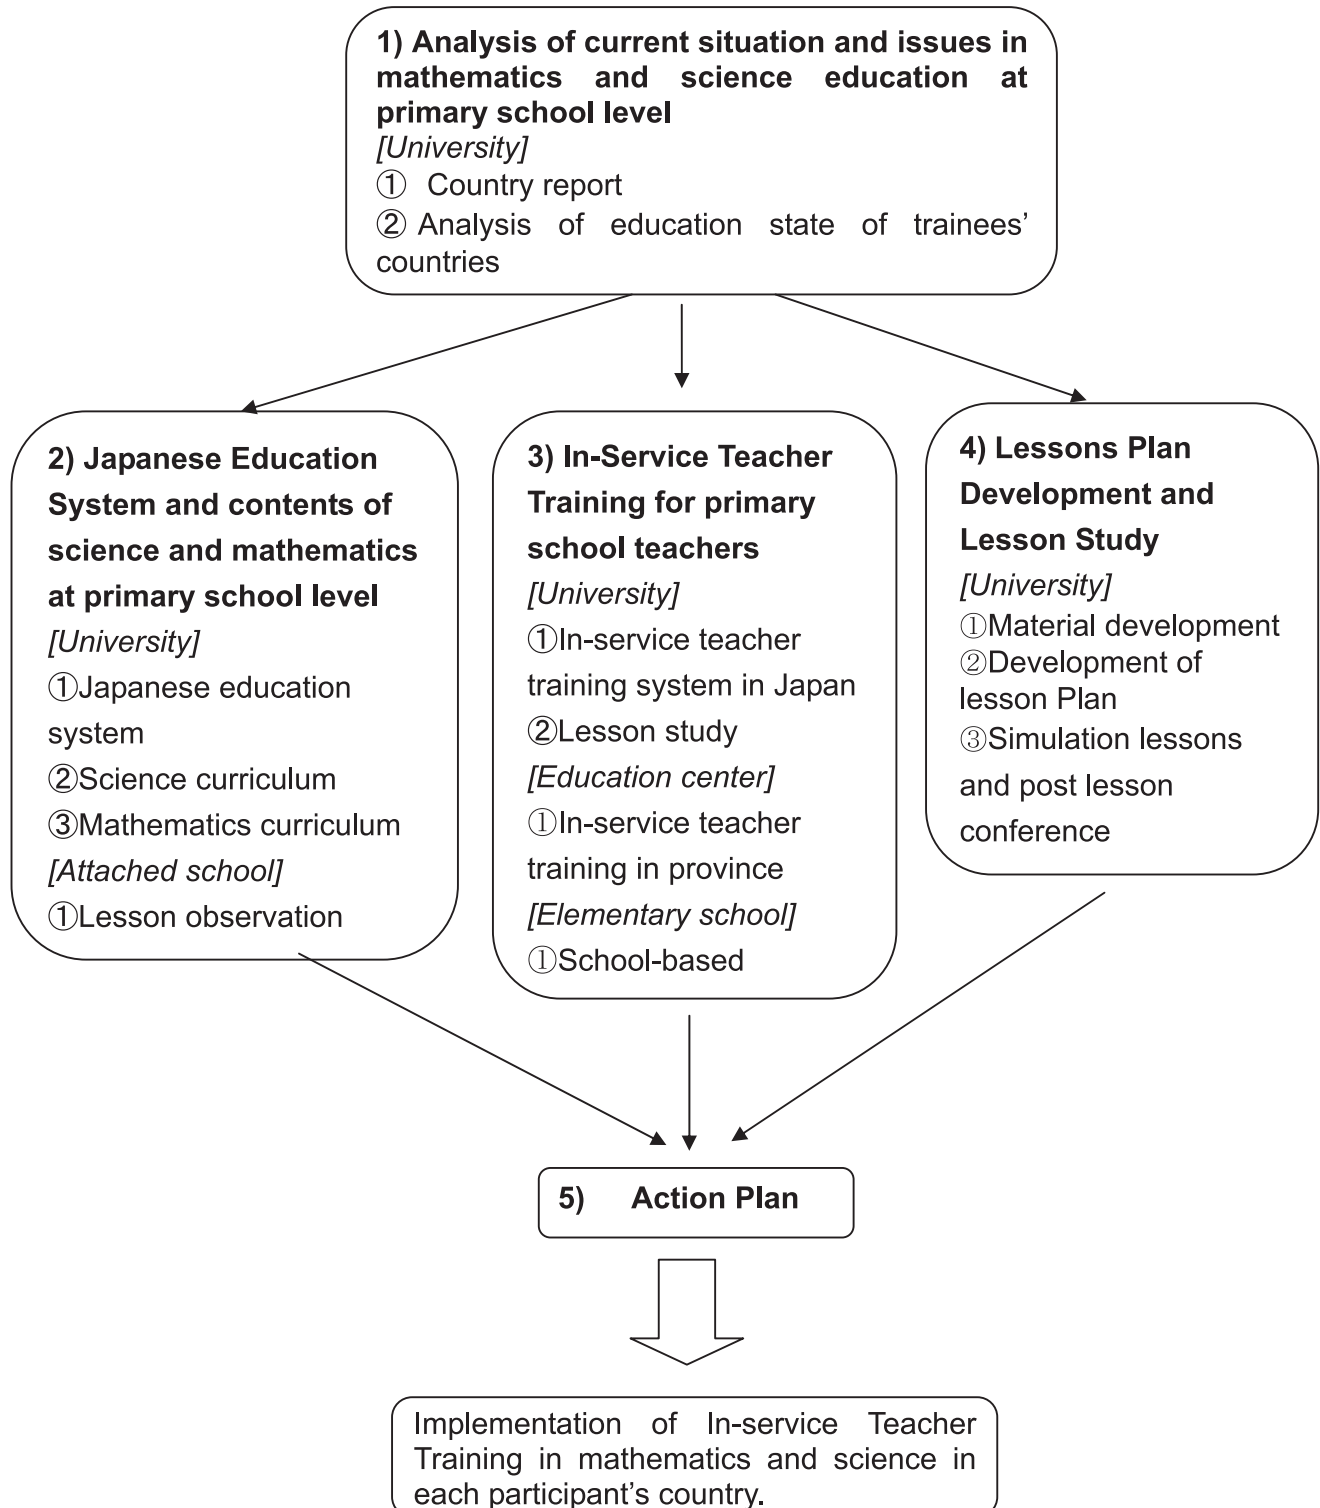 1) Analysis of current situation and issues in
mathematics and science education at
primary school level
[University]
① Country report
② Analysis of education state of trainees’
countries
2) Japanese Education
System and contents of
science and mathematics
at primary school level
[University]
①Japanese education
system
②Science curriculum
③Mathematics curriculum
[Attached school]
①Lesson observation
3) In-Service Teacher
Training for primary
school teachers
[University]
①In-service teacher
training system in Japan
②Lesson study
[Education center]
①In-service teacher
training in province
[Elementary school]
①School-based
4) Lessons Plan
Development and
Lesson Study
[University]
①Material development
②Development of
lesson Plan
③Simulation lessons
and post lesson
conference
5) Action Plan
Implementation of In-service Teacher
Training in mathematics and science in
each participant’s country.